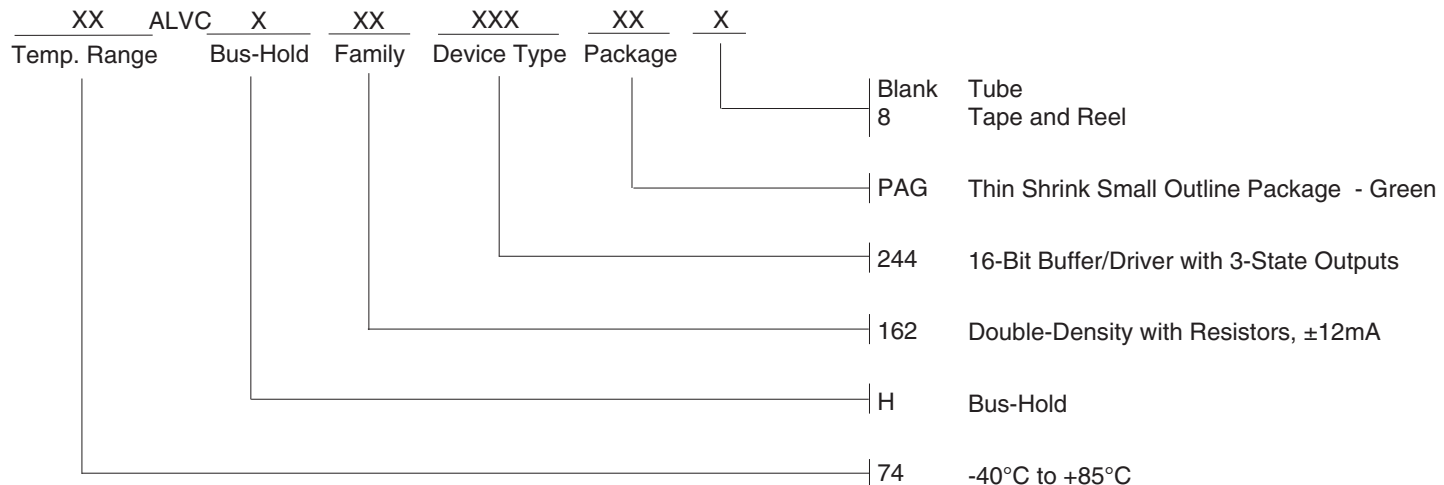 XX ALVC X XX XXX XX X
Temp. Range Bus-Hold Family Device Type Package
Blank Tube
8 Tape and Reel
PAG Thin Shrink Small Outline Package - Green
244 16-Bit Buffer/Driver with 3-State Outputs
162 Double-Density with Resistors, ±12mA
H Bus-Hold
74 -40°C to +85°C